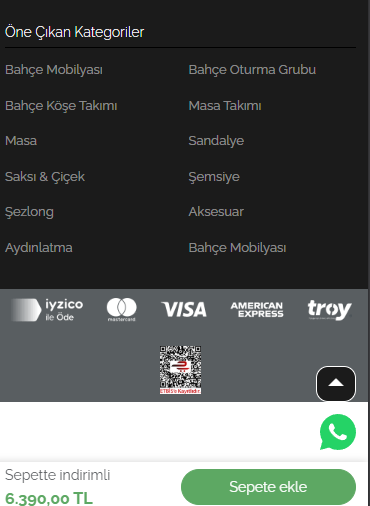 Öne Çıkan Kategoriler
Bahçe Mobilyası
Bahçe Oturma Grubu
Bahçe Köşe Takımı
Masa Takımı
Masa
Sandalye
Saksı & Çiçek
Şemsiye
Şezlong
Aksesuar
Aydınlatma
Bahçe Mobilyası
iyzico
ile Öde
mastercard
VISA
AMERICAN
EXPRESS
troy
ETBİS'e Kayıtlıdır
Sepette indirimli
6.390,00 TL
Sepete ekle